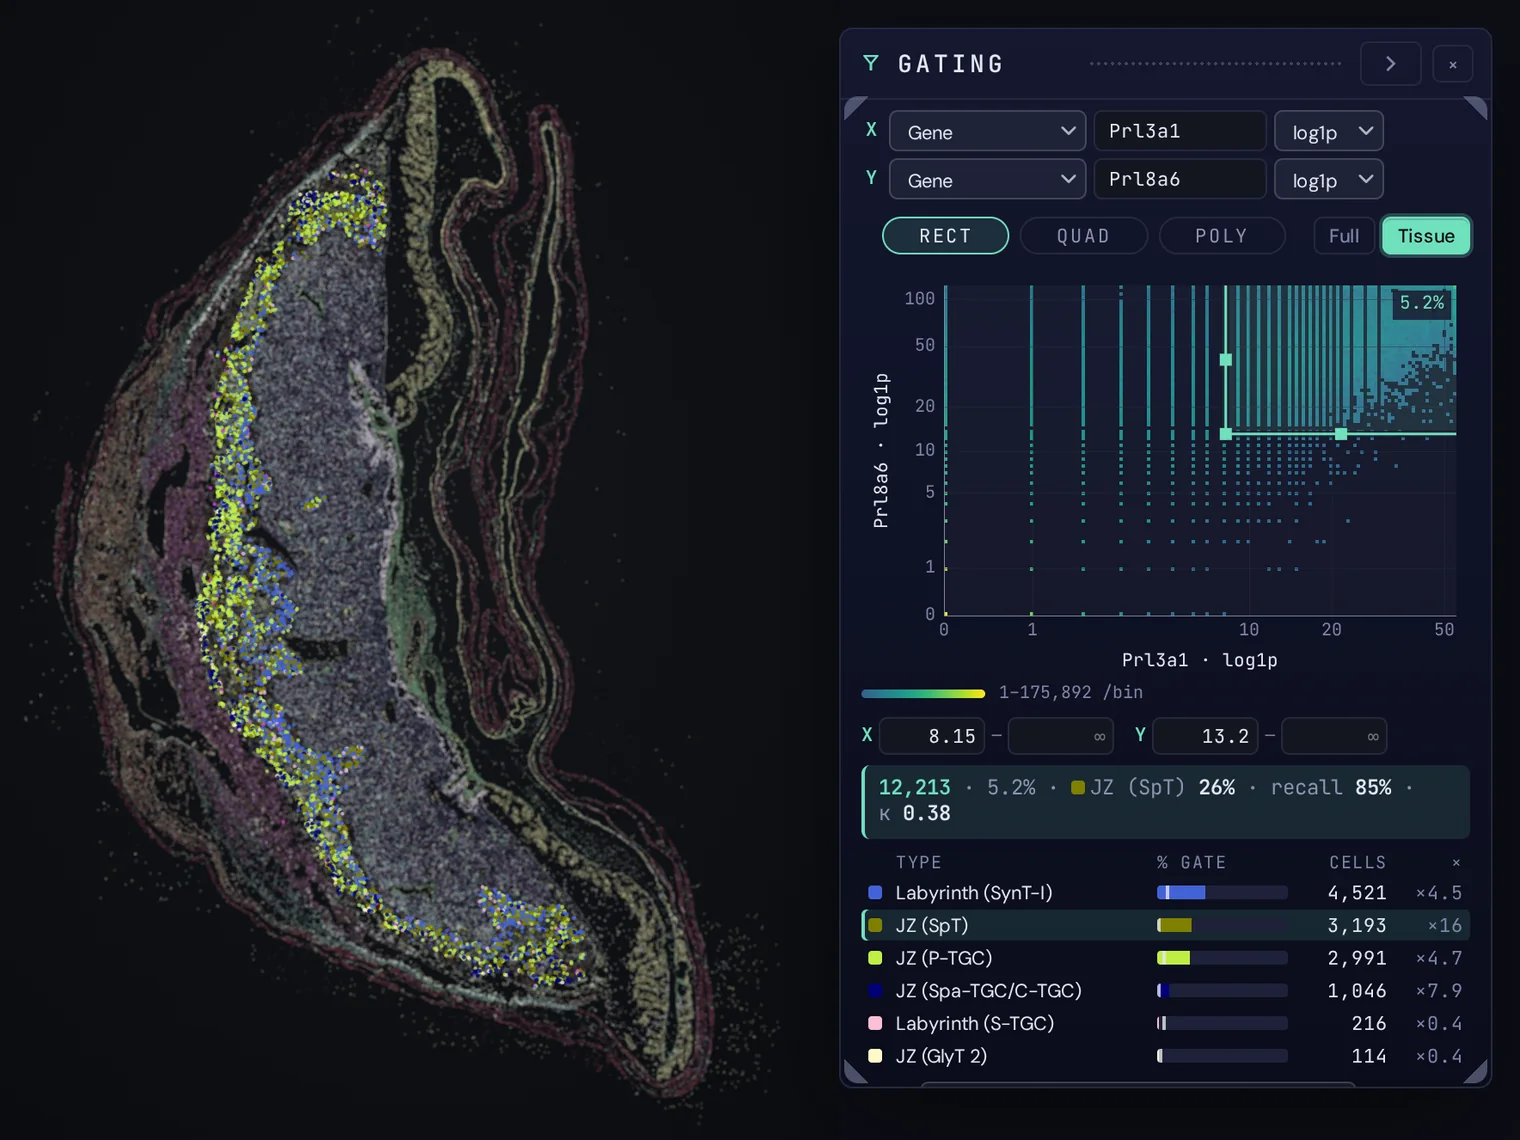 GATING
×
X Gene Prl3a1 log1p
Y Gene Prl8a6 log1p
RECT QUAD POLY Full Tissue
5.2%
100
50
20
10
5
1
0
Prl8a6 · log1p
0 1 10 20 50
Prl3a1 · log1p
1–175,892 /bin
X 8.15 – ∞ Y 13.2 – ∞
12,213 · 5.2% · JZ (SpT) 26% · recall 85% ·
κ 0.38
TYPE % GATE CELLS ×
Labyrinth (SynT-I) 4,521 ×4.5
JZ (SpT) 3,193 ×16
JZ (P-TGC) 2,991 ×4.7
JZ (Spa-TGC/C-TGC) 1,046 ×7.9
Labyrinth (S-TGC) 216 ×0.4
JZ (GlyT 2) 114 ×0.4